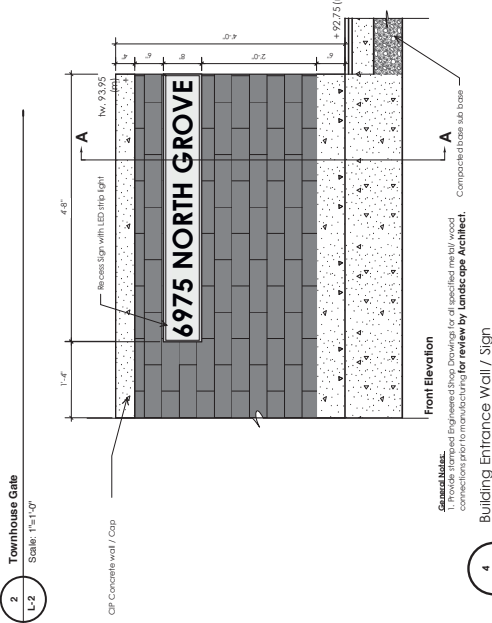 2
L-2
Townhouse Gate
Scale: 1"=1'-0"
1'-4"
4'-8"
Recess Sign with LED strip light
tw. 93.95
(m)
A
CIP Concrete wall / Cap
6975 NORTH GROVE
4"
6"
8"
2'-0"
6"
4'-0"
+ 92.75 (
A
Compacted base sub base
Front Elevation
General Notes:
1. Provide stamped Engineered Shop Drawings for all specified metal/ wood
connections prior to manufacturing for review by Landscape Architect.
4
Building Entrance Wall / Sign